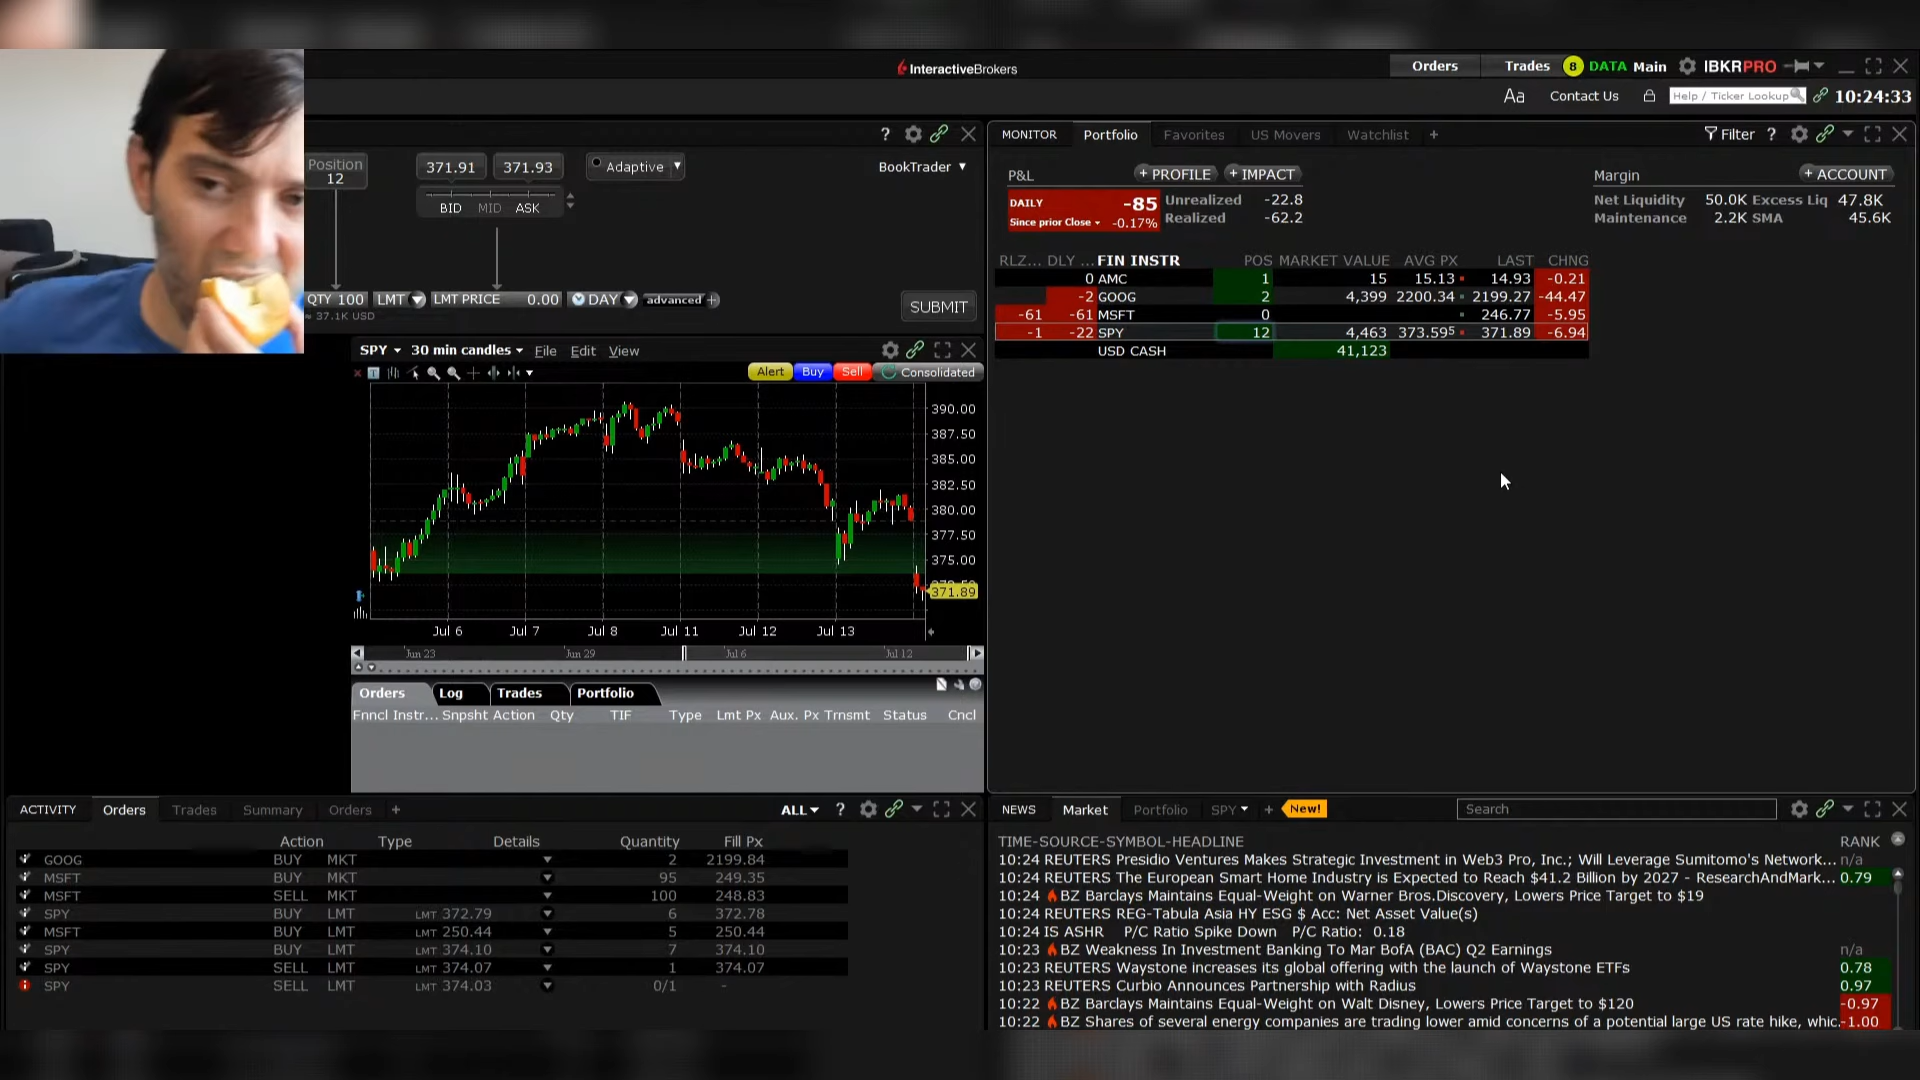 InteractiveBrokers
Orders Trades 8 DATA Main IBKRPRO
Aa Contact Us Help / Ticker Lookup 10:24:33
?
MONITOR Portfolio Favorites US Movers Watchlist + Filter ?
Position
12
371.91 371.93 Adaptive BookTrader
BID MID ASK
QTY 100 LMT LMT PRICE 0.00 DAY advanced +
≈ 37.1K USD
SUBMIT
P&L + PROFILE + IMPACT
DAILY -85
Since prior Close -0.17%
Unrealized -22.8
Realized -62.2
Margin + ACCOUNT
Net Liquidity 50.0K Excess Liq 47.8K
Maintenance 2.2K SMA 45.6K
RLZ... DLY ... FIN INSTR POS MARKET VALUE AVG PX LAST CHNG
0 AMC 1 15 15.13 14.93 -0.21
-2 GOOG 2 4,399 2200.34 2199.27 -44.47
-61 -61 MSFT 0 246.77 -5.95
-1 -22 SPY 12 4,463 373.595 371.89 -6.94
USD CASH 41,123
SPY 30 min candles File Edit View
Alert Buy Sell Consolidated
390.00
387.50
385.00
382.50
380.00
377.50
375.00
371.89
Jul 6 Jul 7 Jul 8 Jul 11 Jul 12 Jul 13
Jun 23 Jun 29 Jul 6 Jul 12
Orders Log Trades Portfolio
Fnncl Instr... Snpsht Action Qty TIF Type Lmt Px Aux. Px Trnsmt Status Cncl
ACTIVITY Orders Trades Summary Orders + ALL ?
Action Type Details Quantity Fill Px
GOOG BUY MKT 2 2199.84
MSFT BUY MKT 95 249.35
MSFT SELL MKT 100 248.83
SPY BUY LMT LMT 372.79 6 372.78
MSFT BUY LMT LMT 250.44 5 250.44
SPY BUY LMT LMT 374.10 7 374.10
SPY SELL LMT LMT 374.07 1 374.07
SPY SELL LMT LMT 374.03 0/1 -
NEWS Market Portfolio SPY + New! Search
TIME-SOURCE-SYMBOL-HEADLINE RANK
10:24 REUTERS Presidio Ventures Makes Strategic Investment in Web3 Pro, Inc.; Will Leverage Sumitomo's Network... n/a
10:24 REUTERS The European Smart Home Industry is Expected to Reach $41.2 Billion by 2027 - ResearchAndMark... 0.79
10:24 BZ Barclays Maintains Equal-Weight on Warner Bros.Discovery, Lowers Price Target to $19
10:24 REUTERS REG-Tabula Asia HY ESG $ Acc: Net Asset Value(s)
10:24 IS ASHR P/C Ratio Spike Down P/C Ratio: 0.18
10:23 BZ Weakness In Investment Banking To Mar BofA (BAC) Q2 Earnings n/a
10:23 REUTERS Waystone increases its global offering with the launch of Waystone ETFs 0.78
10:23 REUTERS Curbio Announces Partnership with Radius 0.97
10:22 BZ Barclays Maintains Equal-Weight on Walt Disney, Lowers Price Target to $120 -0.97
10:22 BZ Shares of several energy companies are trading lower amid concerns of a potential large US rate hike, whic... -1.00